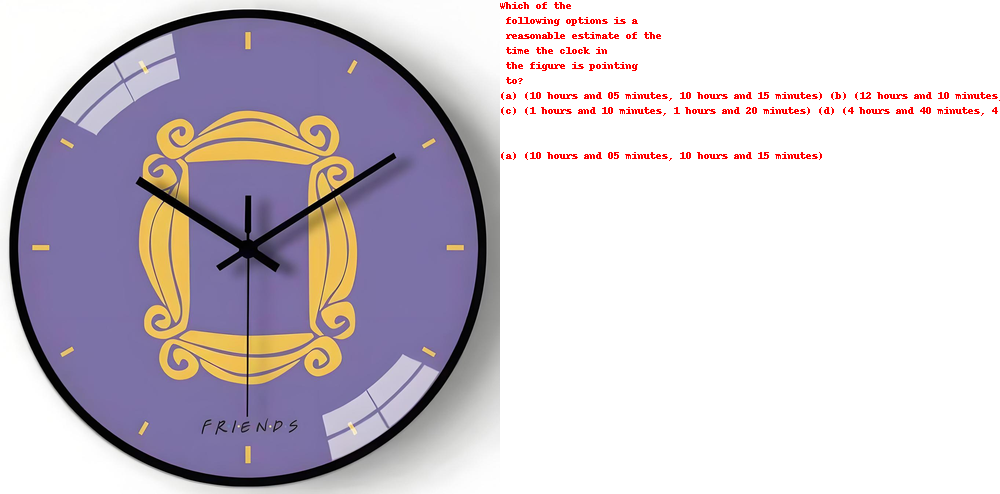 Which of the
following options is a
reasonable estimate of the
time the clock in
the figure is pointing
to?
(a) (10 hours and 05 minutes, 10 hours and 15 minutes) (b) (12 hours and 10 minutes
(c) (1 hours and 10 minutes, 1 hours and 20 minutes) (d) (4 hours and 40 minutes, 4
(a) (10 hours and 05 minutes, 10 hours and 15 minutes)
FRIENDS